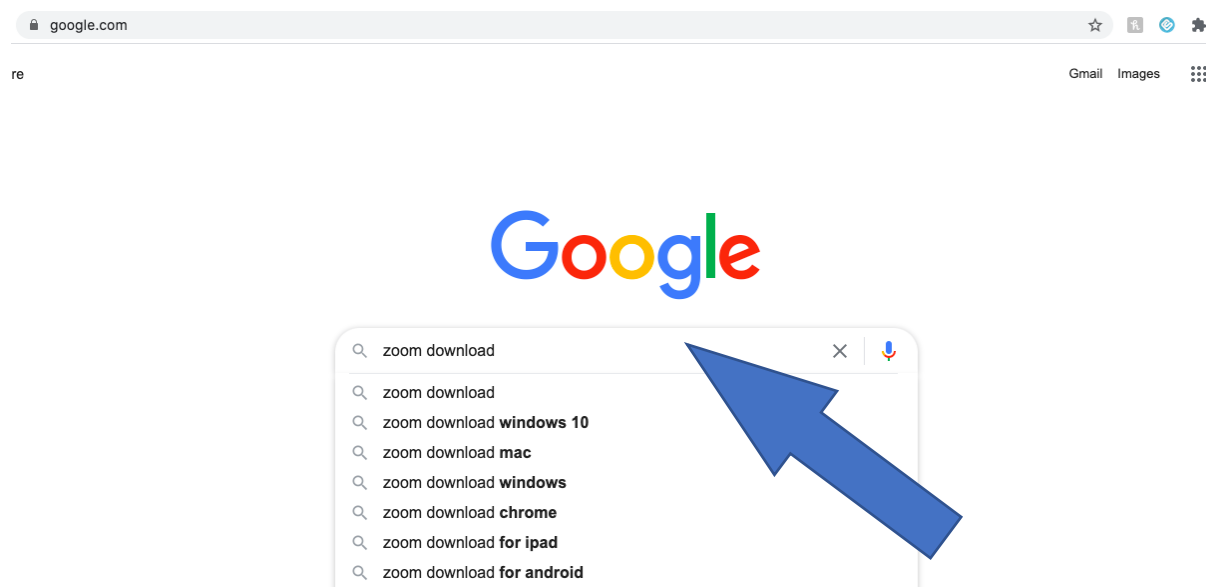 google.com
re
Gmail Images
Google
zoom download
zoom download
zoom download windows 10
zoom download mac
zoom download windows
zoom download chrome
zoom download for ipad
zoom download for android